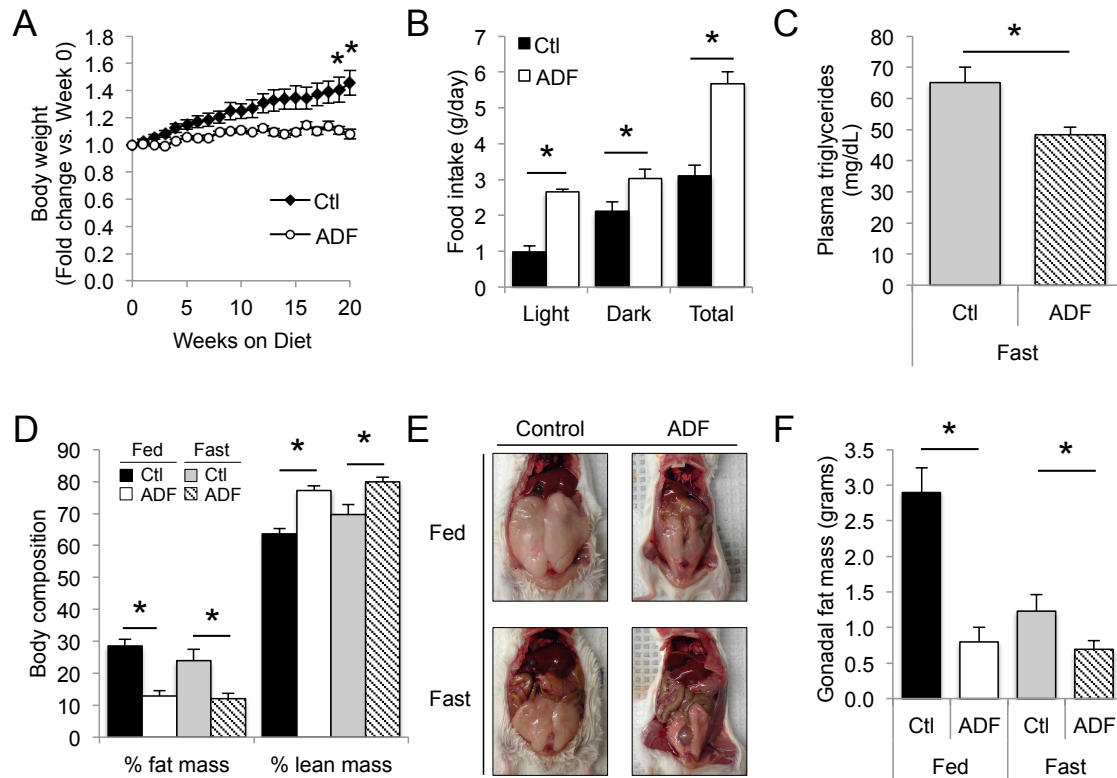 A
Body weight
(Fold change vs. Week 0)
1.8
1.6
1.4
1.2
1.0
0.8
0.6
0.4
0.2
0.0
* *
Ctl
ADF
0 5 10 15 20
Weeks on Diet
B
Food intake (g/day)
7
6
5
4
3
2
1
0
Ctl
ADF
* * *
Light Dark Total
C
Plasma triglycerides
(mg/dL)
80
70
60
50
40
30
20
10
0
*
Ctl ADF
Fast
D
Body composition
90
80
70
60
50
40
30
20
10
0
Fed Fast
Ctl Ctl
ADF ADF
* * * *
% fat mass % lean mass
E
Control ADF
Fed
Fast
F
Gonadal fat mass (grams)
3.5
3.0
2.5
2.0
1.5
1.0
0.5
0.0
* *
Ctl ADF Ctl ADF
Fed Fast